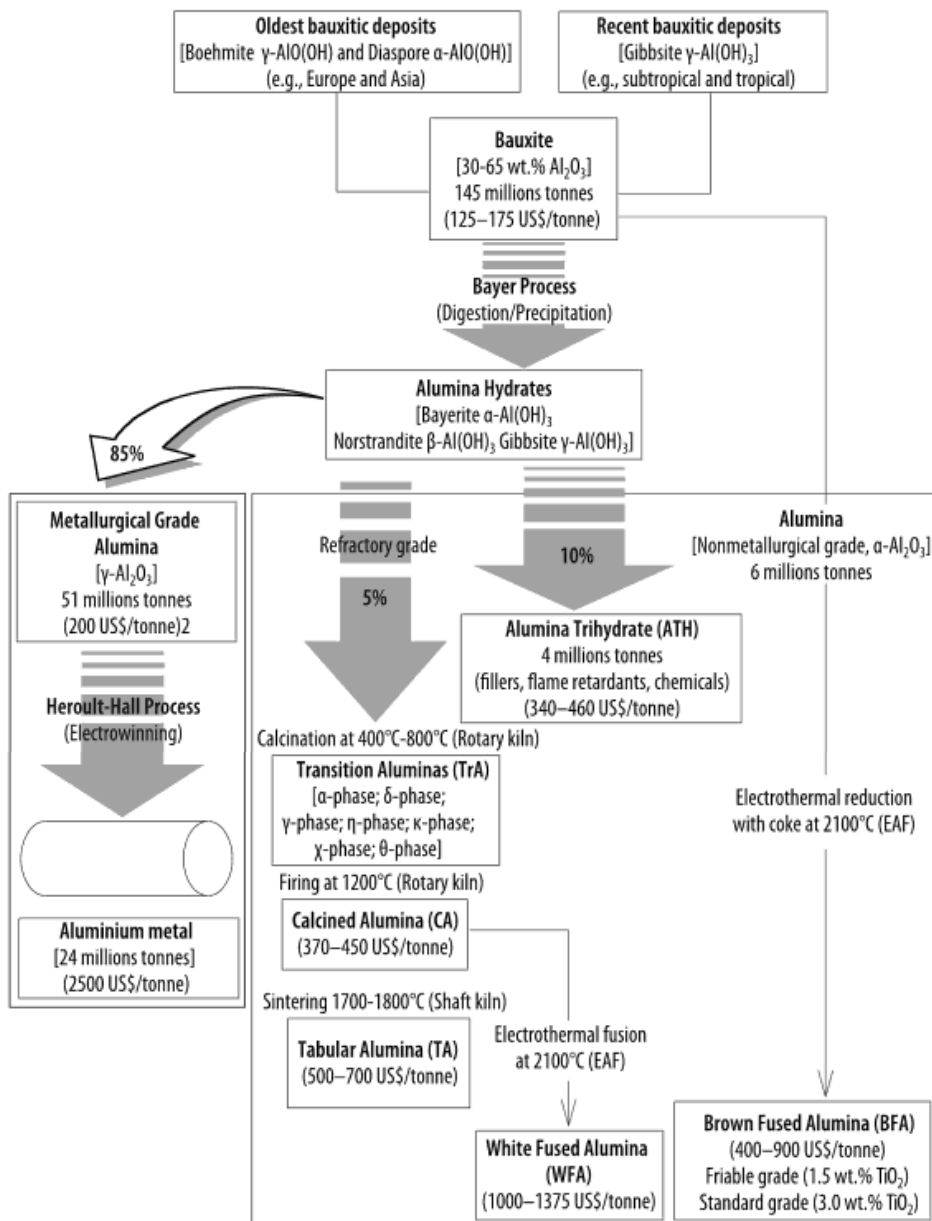 Oldest bauxitic deposits
[Boehmite γ-AlO(OH) and Diaspore α-AlO(OH)]
(e.g., Europe and Asia)
Recent bauxitic deposits
[Gibbsite γ-Al(OH)₃]
(e.g., subtropical and tropical)
Bauxite
[30-65 wt.% Al₂O₃]
145 millions tonnes
(125–175 US$/tonne)
Bayer Process
(Digestion/Precipitation)
Alumina Hydrates
[Bayerite α-Al(OH)₃
Norstrandite β-Al(OH)₃ Gibbsite γ-Al(OH)₃]
85%
Metallurgical Grade
Alumina
[γ-Al₂O₃]
51 millions tonnes
(200 US$/tonne)2
Heroult-Hall Process
(Electrowinning)
Aluminium metal
[24 millions tonnes]
(2500 US$/tonne)
Refractory grade
5%
10%
Alumina
[Nonmetallurgical grade, α-Al₂O₃]
6 millions tonnes
Alumina Trihydrate (ATH)
4 millions tonnes
(fillers, flame retardants, chemicals)
(340–460 US$/tonne)
Calcination at 400°C-800°C (Rotary kiln)
Transition Aluminas (TrA)
[α-phase; δ-phase;
γ-phase; η-phase; κ-phase;
χ-phase; θ-phase]
Firing at 1200°C (Rotary kiln)
Calcined Alumina (CA)
(370–450 US$/tonne)
Sintering 1700-1800°C (Shaft kiln)
Tabular Alumina (TA)
(500–700 US$/tonne)
Electrothermal fusion
at 2100°C (EAF)
White Fused Alumina
(WFA)
(1000–1375 US$/tonne)
Electrothermal reduction
with coke at 2100°C (EAF)
Brown Fused Alumina (BFA)
(400–900 US$/tonne)
Friable grade (1.5 wt.% TiO₂)
Standard grade (3.0 wt.% TiO₂)